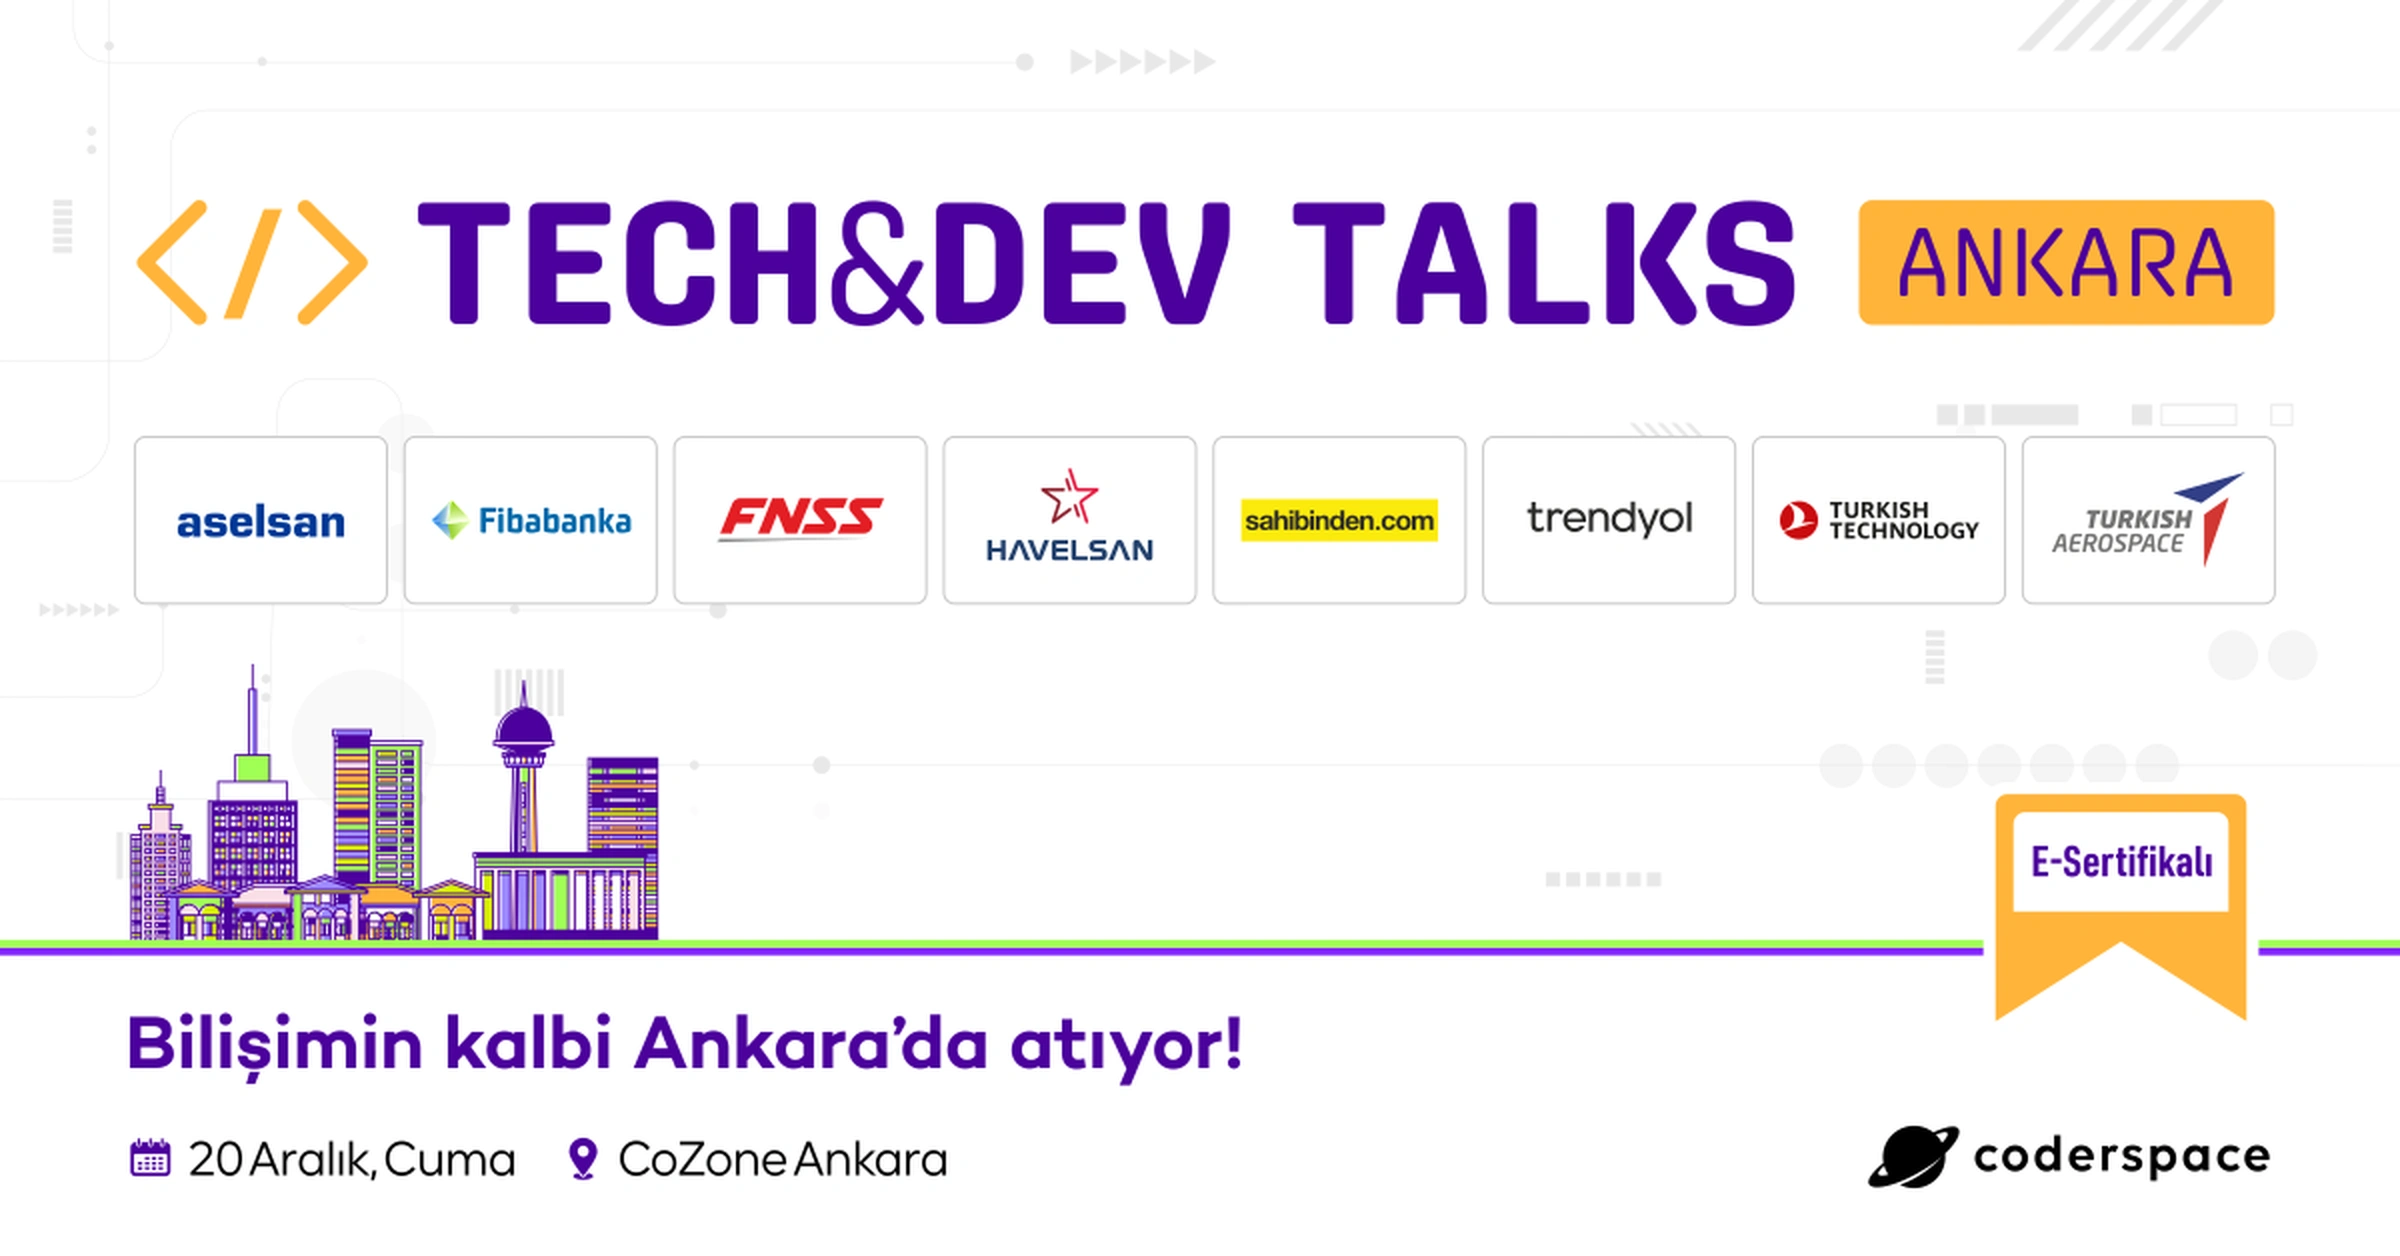 </> TECH&DEV TALKS ANKARA
aselsan
Fibabanka
FNSS
HAVELSAN
sahibinden.com
trendyol
TURKISH
TECHNOLOGY
TURKISH
AEROSPACE
E-Sertifikalı
Bilişimin kalbi Ankara’da atıyor!
20 Aralık, Cuma
CoZone Ankara
coderspace